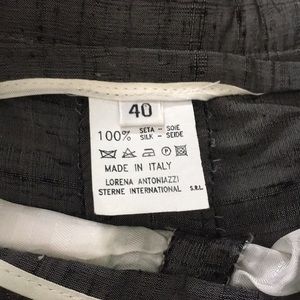 40
100% SETA - SOIE
SILK - SEIDE
MADE IN ITALY
LORENA ANTONIAZZI
STERNE INTERNATIONAL S.R.L